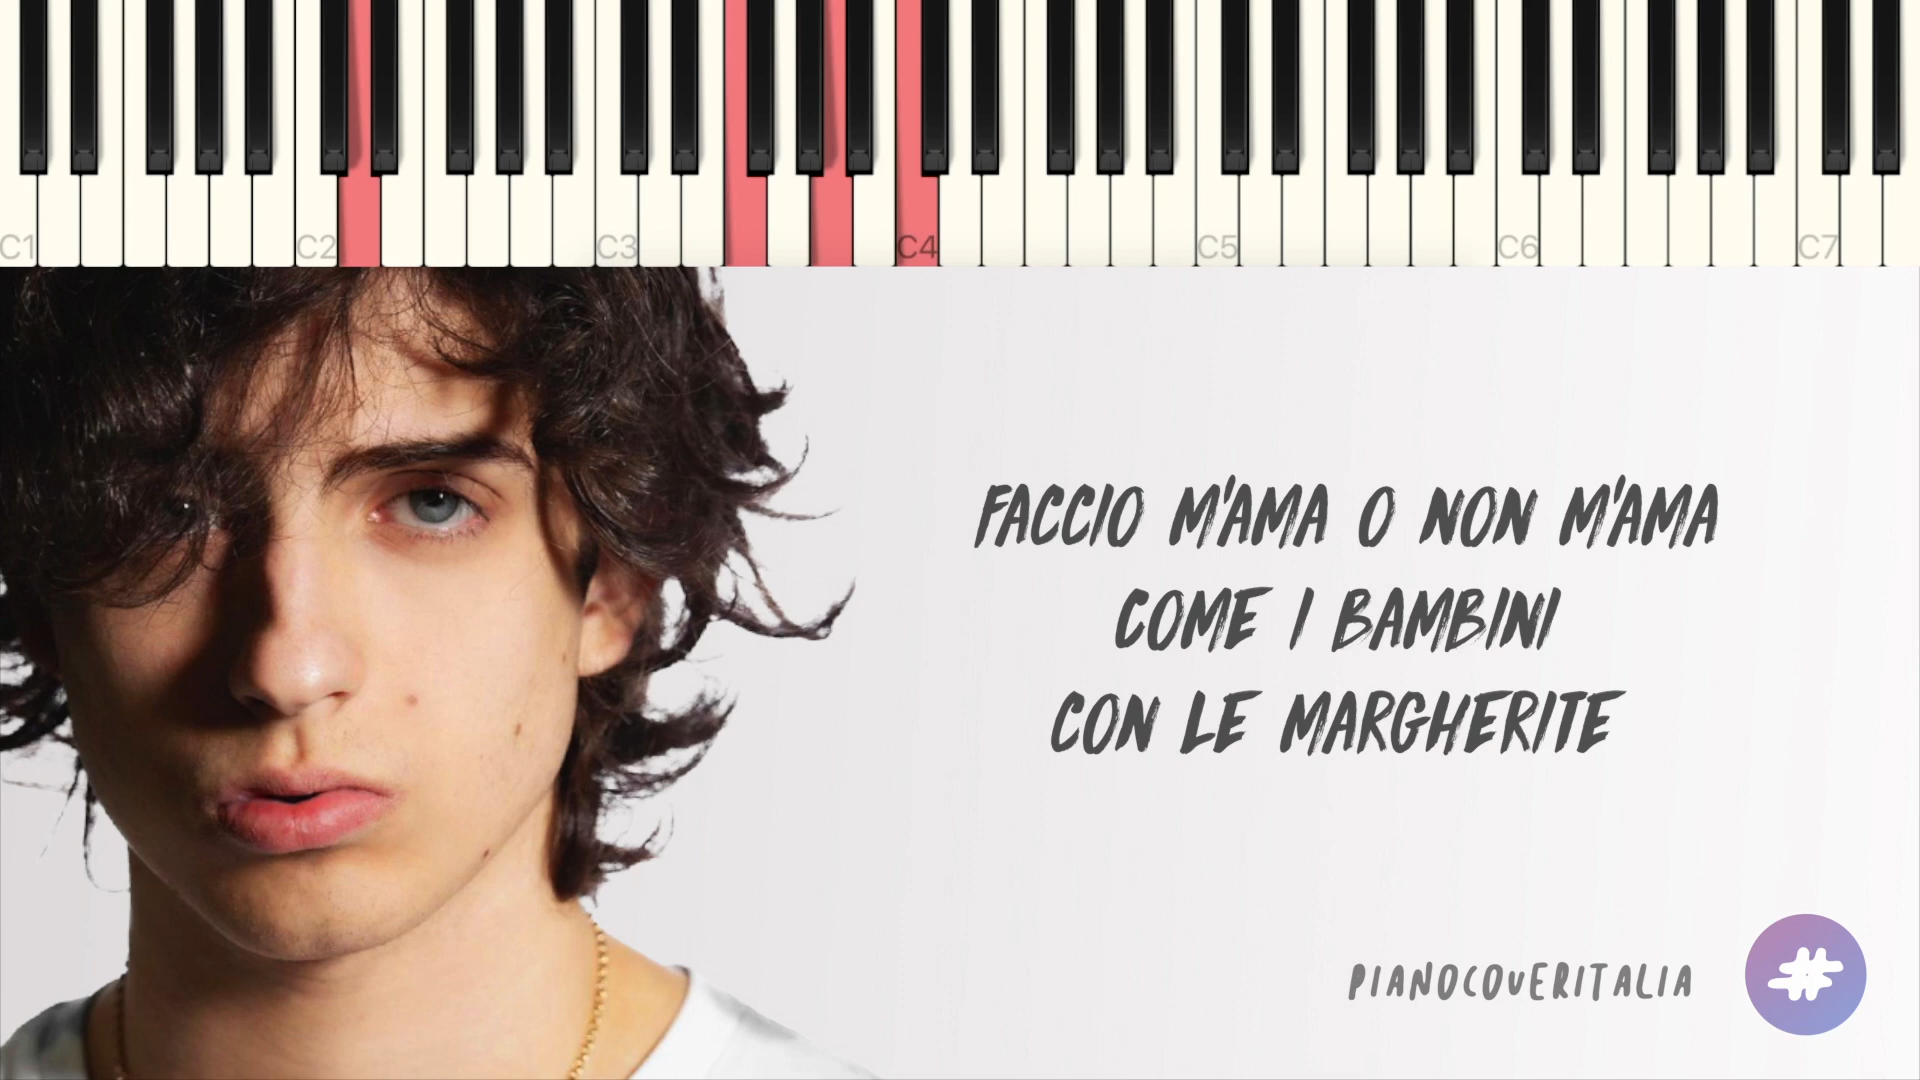 C1 C2 C3 C4 C5 C6 C7
FACCIO M'AMA O NON M'AMA
COME I BAMBINI
CON LE MARGHERITE
PIANOCOVERITALIA
#